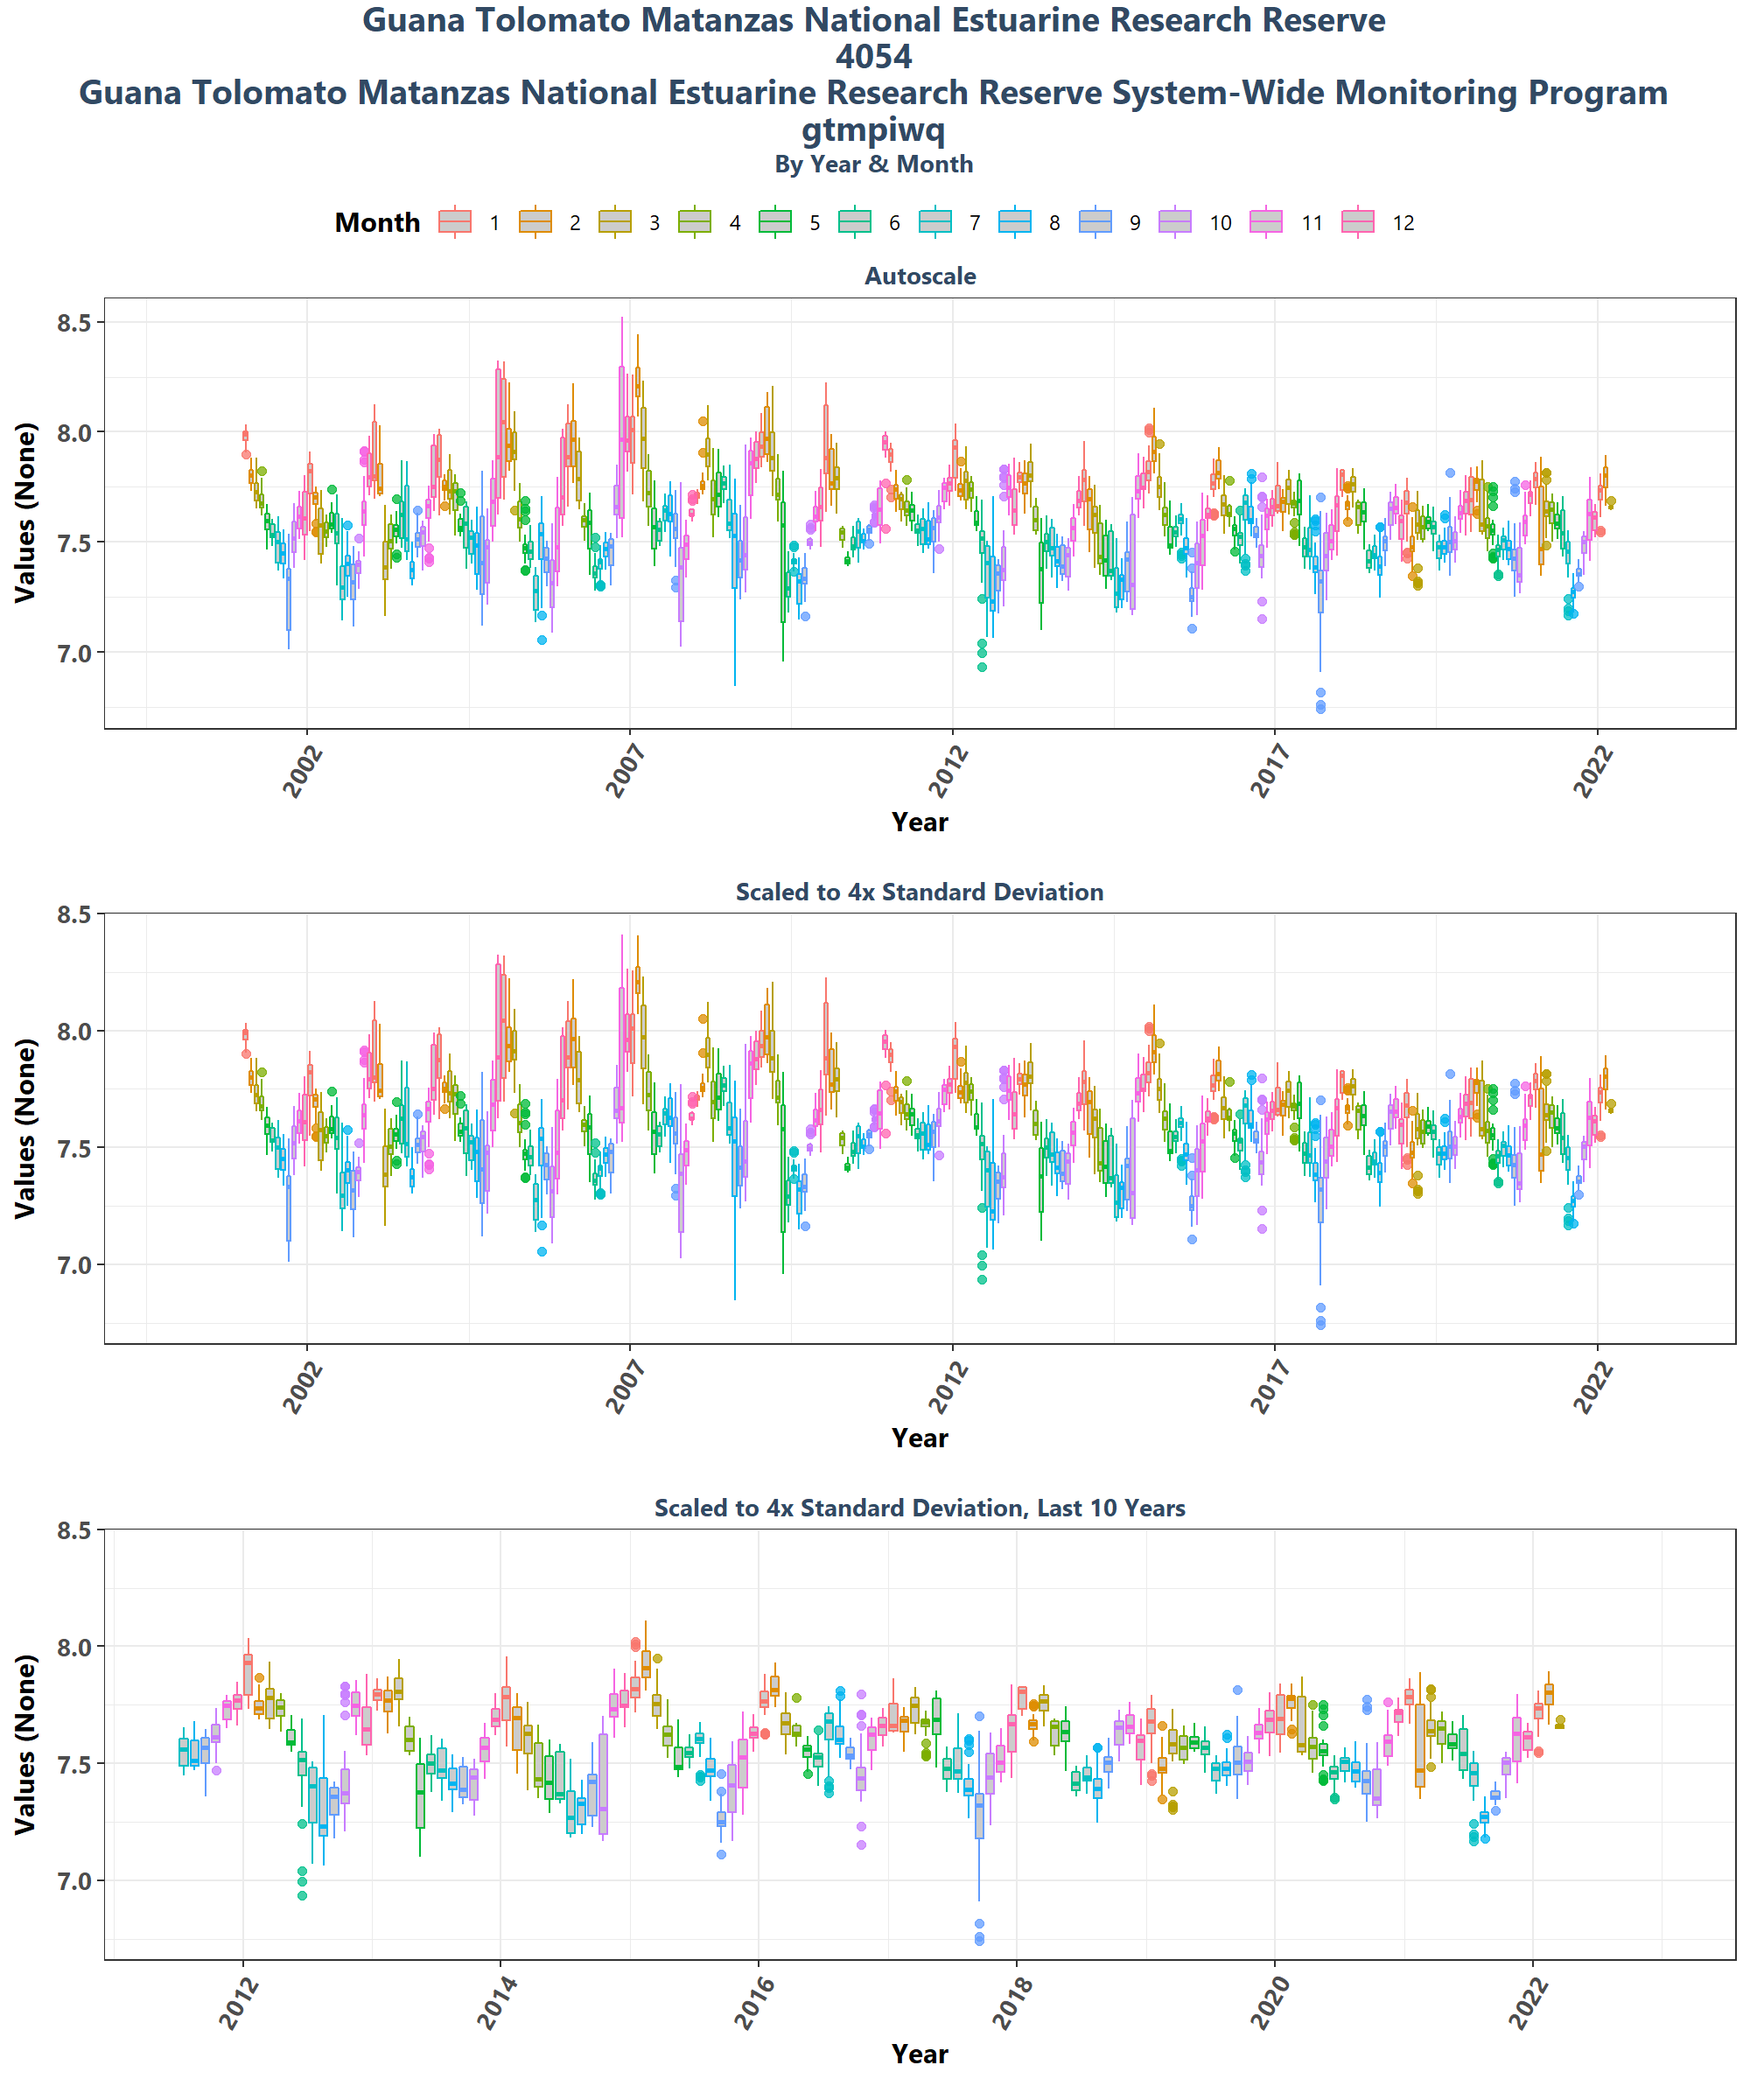 Guana Tolomato Matanzas National Estuarine Research Reserve
4054
Guana Tolomato Matanzas National Estuarine Research Reserve System-Wide Monitoring Program
gtmpiwq
By Year & Month
Month 1 2 3 4 5 6 7 8 9 10 11 12
Autoscale
Values (None)
8.5
8.0
7.5
7.0
2002 2007 2012 2017 2022
Year
Scaled to 4x Standard Deviation
Values (None)
8.5
8.0
7.5
7.0
2002 2007 2012 2017 2022
Year
Scaled to 4x Standard Deviation, Last 10 Years
Values (None)
8.5
8.0
7.5
7.0
2012 2014 2016 2018 2020 2022
Year